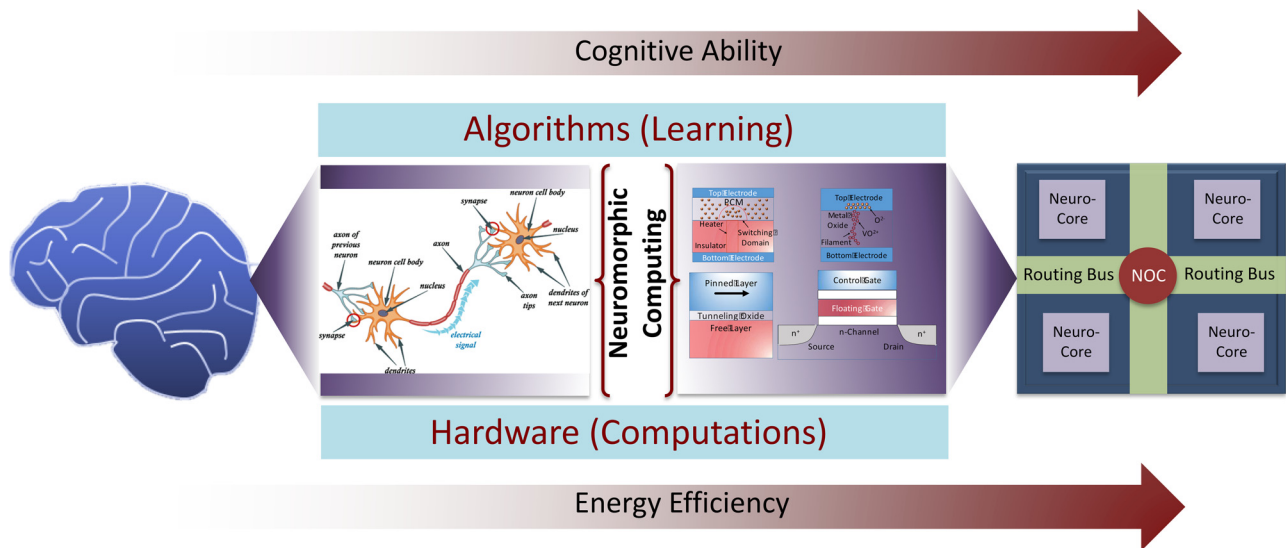 Cognitive Ability
Algorithms (Learning)
neuron cell body
synapse
nucleus
axon of
previous
neuron
axon
neuron cell body
nucleus
dendrites
of next neuron
axon
tips
synapse
electrical
signal
dendrites
Neuromorphic
Computing
Top Electrode
PCM
Heater
Switching
Insulator
Domain
Bottom Electrode
Top Electrode
Metal
Oxide
O²⁻
VO²⁺
Filament
Bottom Electrode
Pinned Layer
Tunneling Oxide
Free Layer
Control Gate
Floating Gate
n⁺
n-Channel
n⁺
Source
Drain
Neuro-
Core
Neuro-
Core
Routing Bus
NOC
Routing Bus
Neuro-
Core
Neuro-
Core
Hardware (Computations)
Energy Efficiency